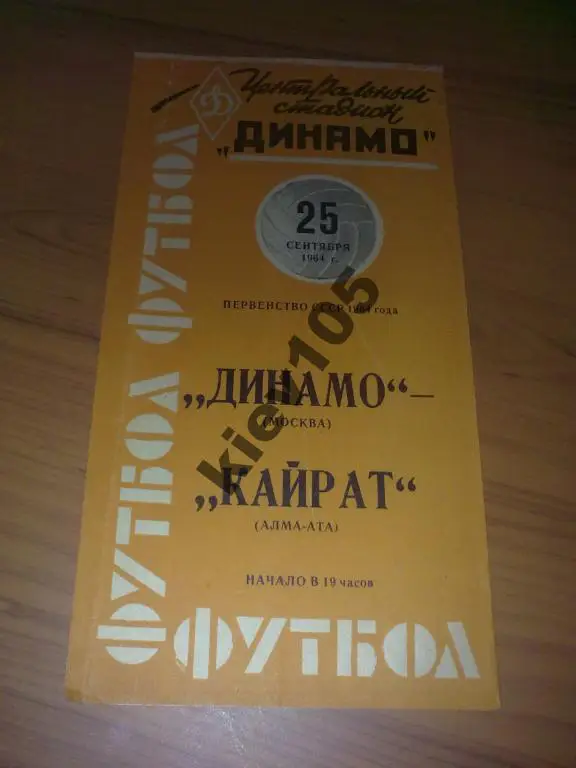 Д
Центральный
стадион
„ДИНАМО"
25
СЕНТЯБРЯ
1964 г.
ПЕРВЕНСТВО СССР 1964 года
„ДИНАМО“ —
(МОСКВА)
„КАЙРАТ“
(АЛМА-АТА)
НАЧАЛО В 19 часов
ФУТБОЛ ФУТБОЛ
ФУТБОЛ
kiev105